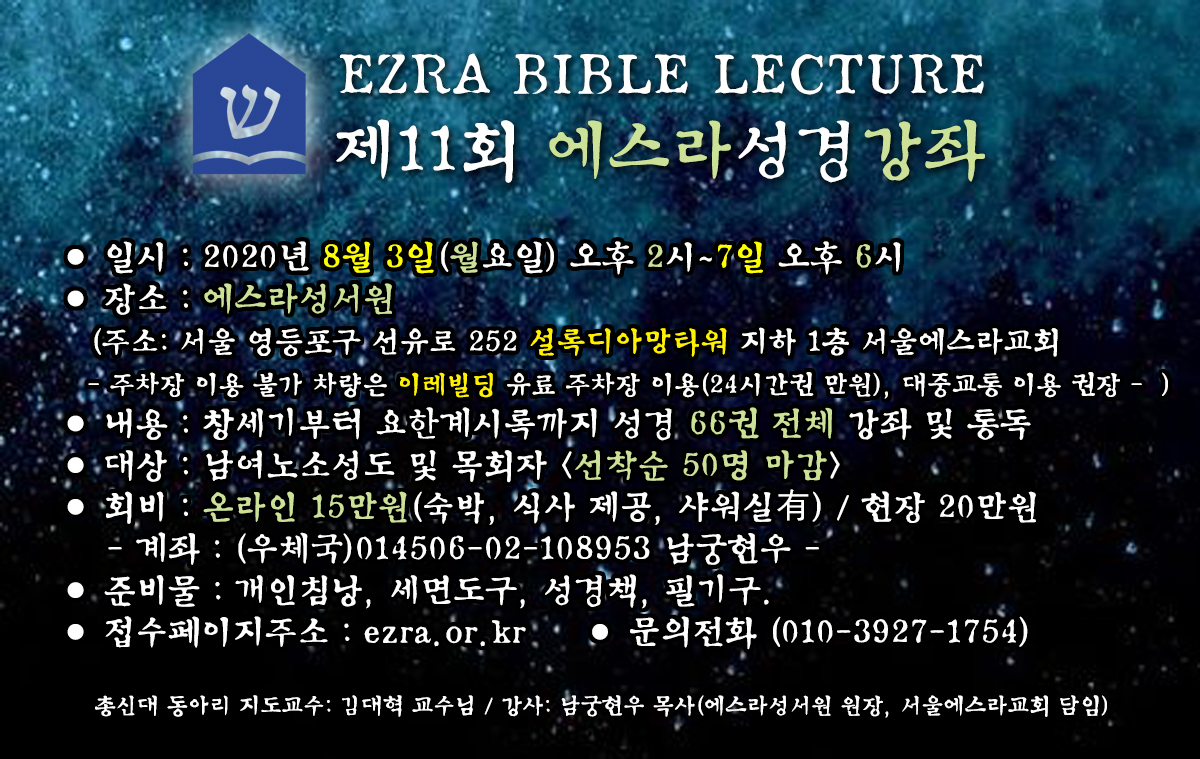 ש
EZRA BIBLE LECTURE
제11회 에스라성경강좌
● 일시 : 2020년 8월 3일(월요일) 오후 2시~7일 오후 6시
● 장소 : 에스라성서원
(주소: 서울 영등포구 선유로 252 설록디아망타워 지하 1층 서울에스라교회
- 주차장 이용 불가 차량은 이레빌딩 유료 주차장 이용(24시간권 만원), 대중교통 이용 권장 - )
● 내용 : 창세기부터 요한계시록까지 성경 66권 전체 강좌 및 통독
● 대상 : 남여노소성도 및 목회자 <선착순 50명 마감>
● 회비 : 온라인 15만원(숙박, 식사 제공, 샤워실有) / 현장 20만원
- 계좌 : (우체국)014506-02-108953 남궁현우 -
● 준비물 : 개인침낭, 세면도구, 성경책, 필기구.
● 접수페이지주소 : ezra.or.kr ● 문의전화 (010-3927-1754)
총신대 동아리 지도교수: 김대혁 교수님 / 강사: 남궁현우 목사(에스라성서원 원장, 서울에스라교회 담임)